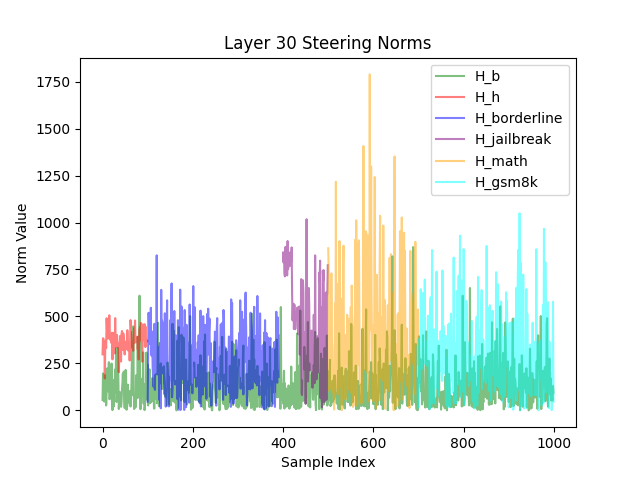 Layer 30 Steering Norms
H_b
H_h
H_borderline
H_jailbreak
H_math
H_gsm8k
Norm Value
1750
1500
1250
1000
750
500
250
0
0 200 400 600 800 1000
Sample Index